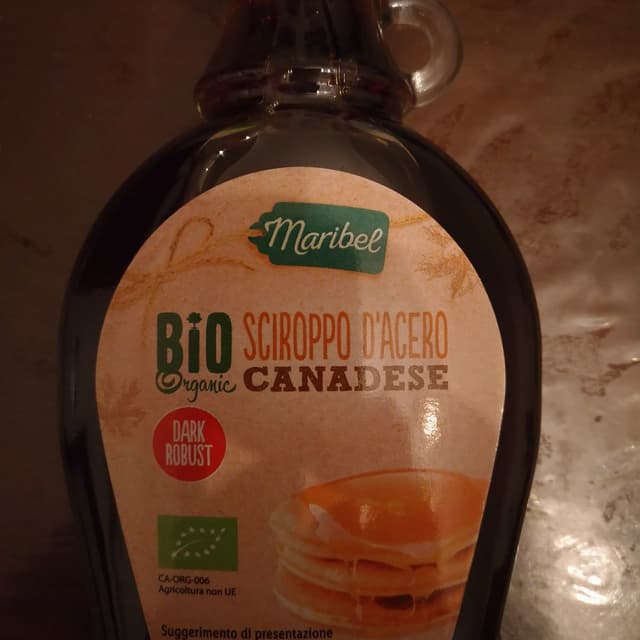 Maribel
BIO
Organic
SCIROPPO D'ACERO
CANADESE
DARK
ROBUST
CA-ORG-006
Agricoltura non UE
Suggerimento di presentazione